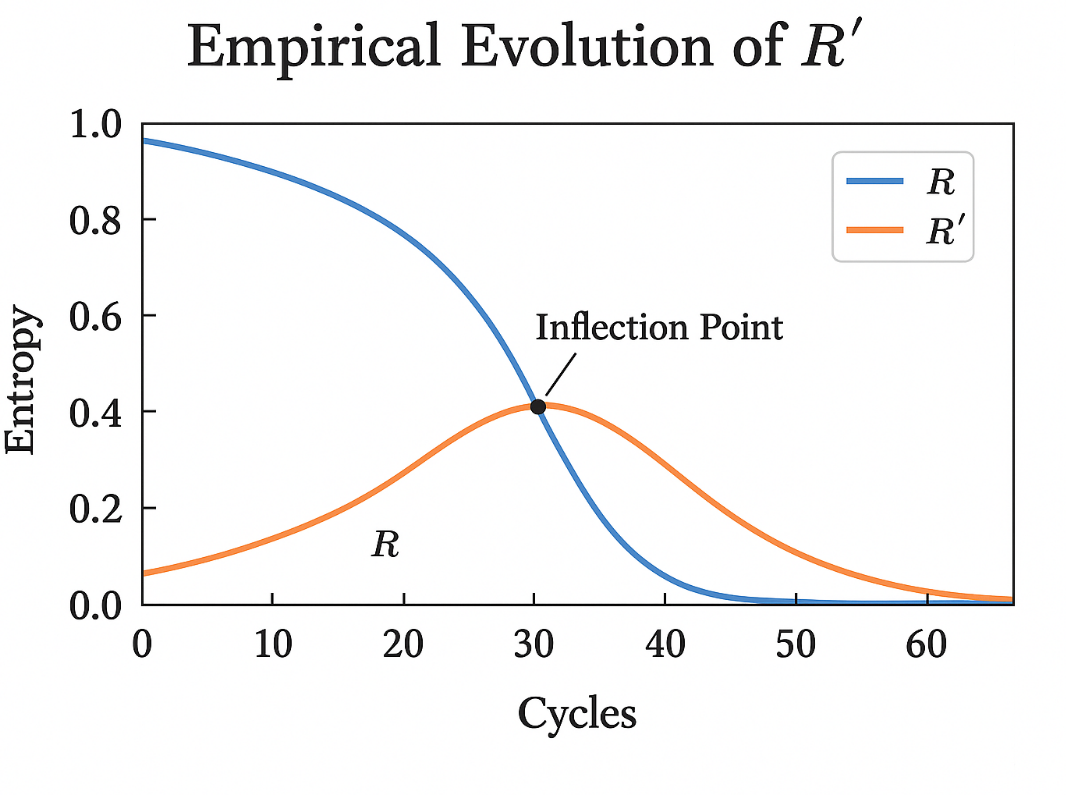 Empirical Evolution of R′
1.0
0.8
0.6
0.4
0.2
0.0
Entropy
R
R′
Inflection Point
R
0 10 20 30 40 50 60
Cycles